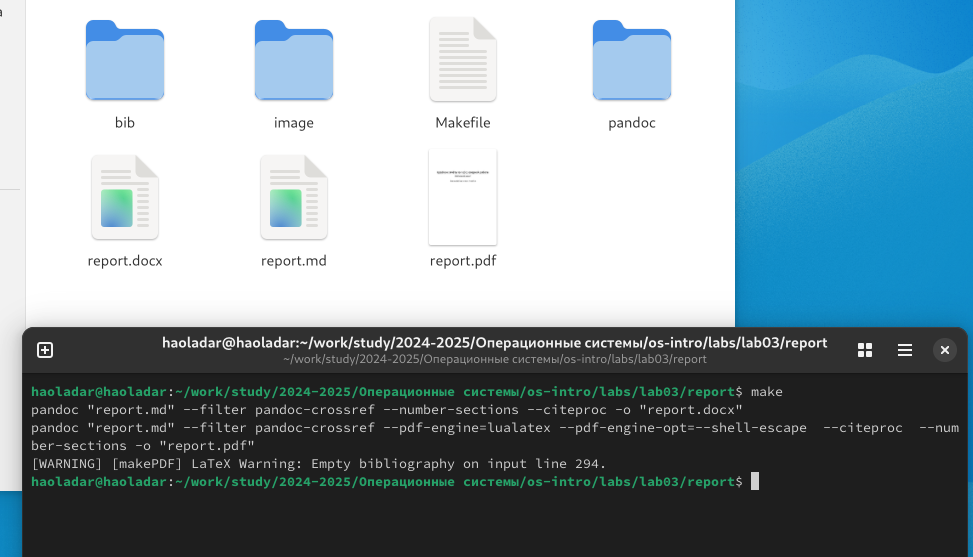 a
bib
image
Makefile
pandoc
report.docx
report.md
report.pdf
haoladar@haoladar:~/work/study/2024-2025/Операционные системы/os-intro/labs/lab03/report
~/work/study/2024-2025/Операционные системы/os-intro/labs/lab03/report
haoladar@haoladar:~/work/study/2024-2025/Операционные системы/os-intro/labs/lab03/report$ make
pandoc "report.md" --filter pandoc-crossref --number-sections --citeproc -o "report.docx"
pandoc "report.md" --filter pandoc-crossref --pdf-engine=lualatex --pdf-engine-opt=--shell-escape  --citeproc  --num
ber-sections -o "report.pdf"
[WARNING] [makePDF] LaTeX Warning: Empty bibliography on input line 294.
haoladar@haoladar:~/work/study/2024-2025/Операционные системы/os-intro/labs/lab03/report$